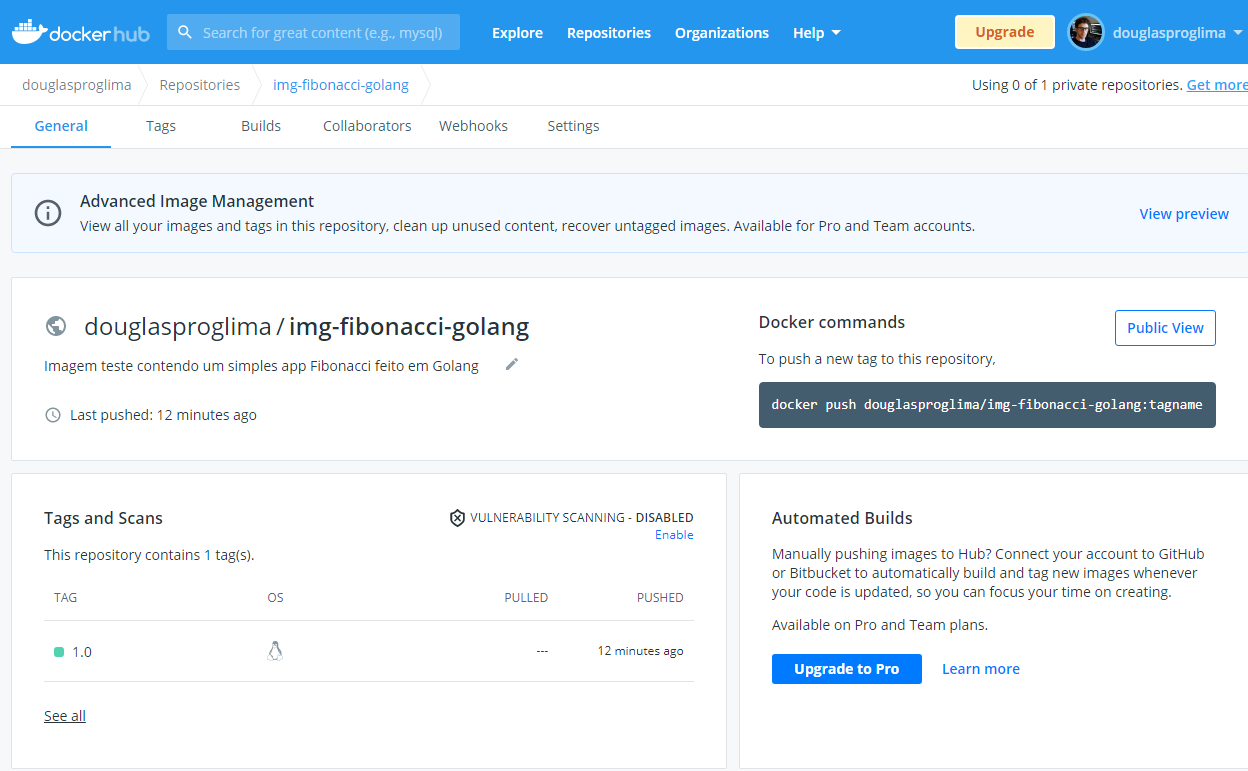 docker hub
Search for great content (e.g., mysql)
Explore
Repositories
Organizations
Help
Upgrade
douglasproglima
douglasproglima
Repositories
img-fibonacci-golang
Using 0 of 1 private repositories. Get more
General
Tags
Builds
Collaborators
Webhooks
Settings
Advanced Image Management
View all your images and tags in this repository, clean up unused content, recover untagged images. Available for Pro and Team accounts.
View preview
douglasproglima / img-fibonacci-golang
Imagem teste contendo um simples app Fibonacci feito em Golang
Last pushed: 12 minutes ago
Docker commands
Public View
To push a new tag to this repository,
docker push douglasproglima/img-fibonacci-golang:tagname
Tags and Scans
VULNERABILITY SCANNING - DISABLED
Enable
This repository contains 1 tag(s).
TAG OS PULLED PUSHED
1.0 --- 12 minutes ago
See all
Automated Builds
Manually pushing images to Hub? Connect your account to GitHub
or Bitbucket to automatically build and tag new images whenever
your code is updated, so you can focus your time on creating.
Available on Pro and Team plans.
Upgrade to Pro
Learn more